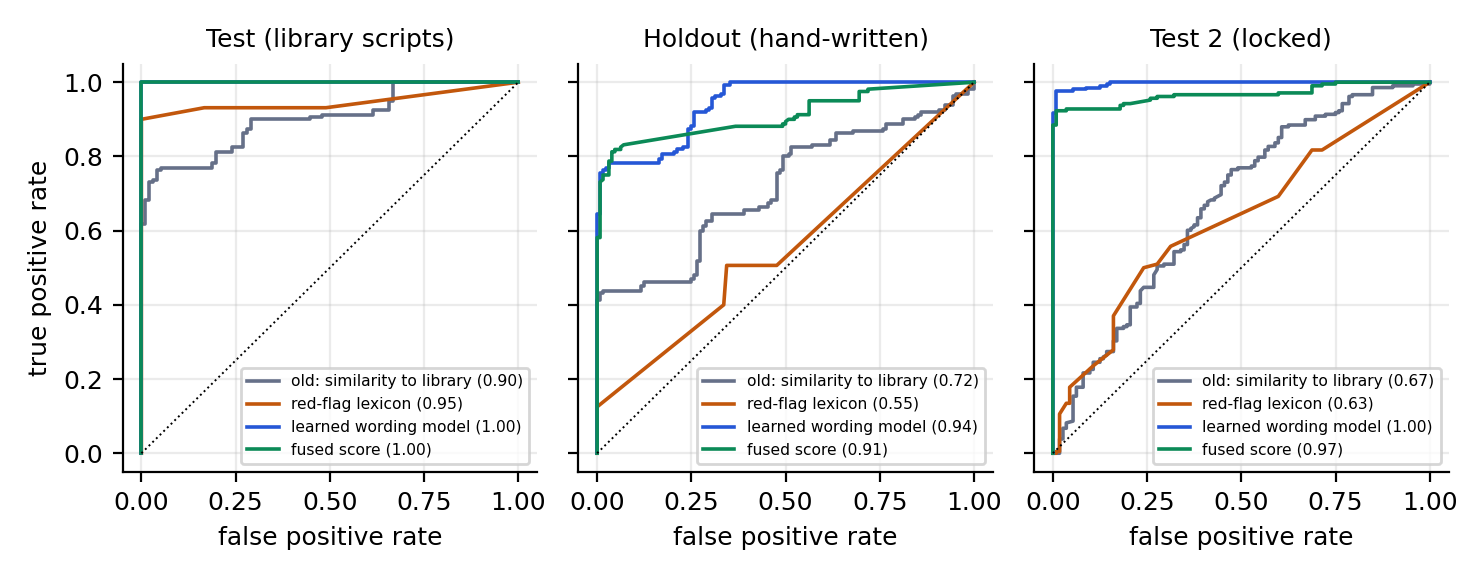 Test (library scripts)
true positive rate
1.0
0.8
0.6
0.4
0.2
0.0
old: similarity to library (0.90)
red-flag lexicon (0.95)
learned wording model (1.00)
fused score (1.00)
0.00 0.25 0.50 0.75 1.00
false positive rate
Holdout (hand-written)
old: similarity to library (0.72)
red-flag lexicon (0.55)
learned wording model (0.94)
fused score (0.91)
0.00 0.25 0.50 0.75 1.00
false positive rate
Test 2 (locked)
old: similarity to library (0.67)
red-flag lexicon (0.63)
learned wording model (1.00)
fused score (0.97)
0.00 0.25 0.50 0.75 1.00
false positive rate